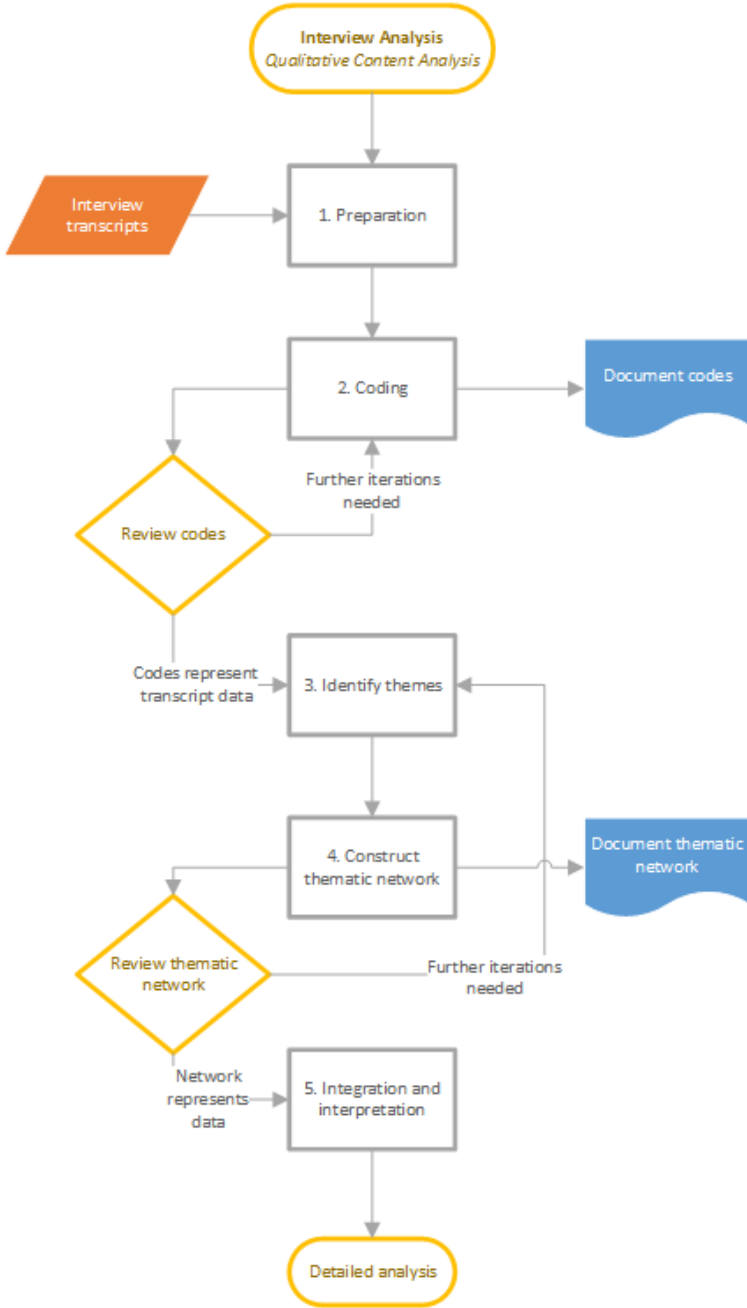 Interview Analysis
Qualitative Content Analysis
Interview
transcripts
1. Preparation
2. Coding
Document codes
Further iterations
needed
Review codes
Codes represent
transcript data
3. Identify themes
4. Construct
thematic network
Document thematic
network
Review thematic
network
Further iterations
needed
Network
represents
data
5. Integration and
interpretation
Detailed analysis